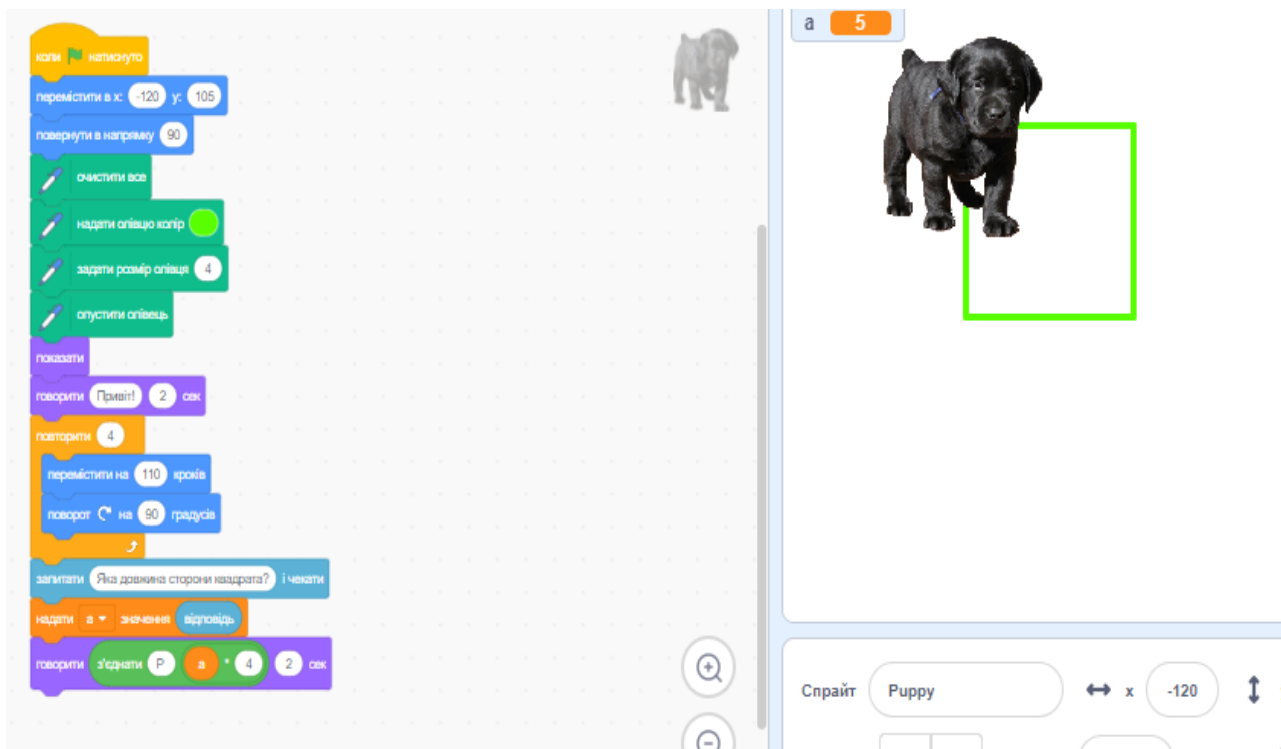 коли натиснуто
перемістити в x: -120 y: 105
повернути в напрямку 90
очистити все
надати олівцю колір
задати розмір олівця 4
опустити олівець
показати
говорити Привіт! 2 сек
повторити 4
перемістити на 110 кроків
поворот на 90 градусів
запитати Яка довжина сторони квадрата? і чекати
надати a значення відповідь
говорити з'єднати P a * 4 2 сек
a 5
Спрайт Puppy x -120